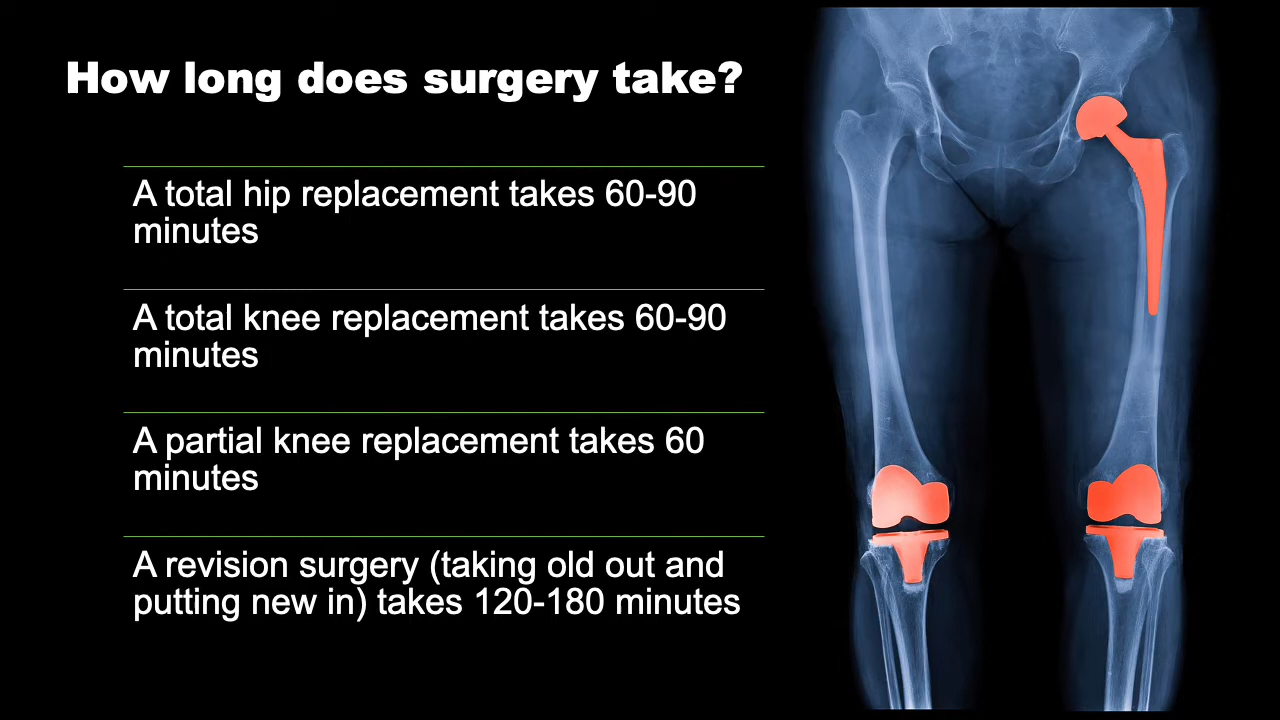 How long does surgery take?
A total hip replacement takes 60-90
minutes
A total knee replacement takes 60-90
minutes
A partial knee replacement takes 60
minutes
A revision surgery (taking old out and
putting new in) takes 120-180 minutes